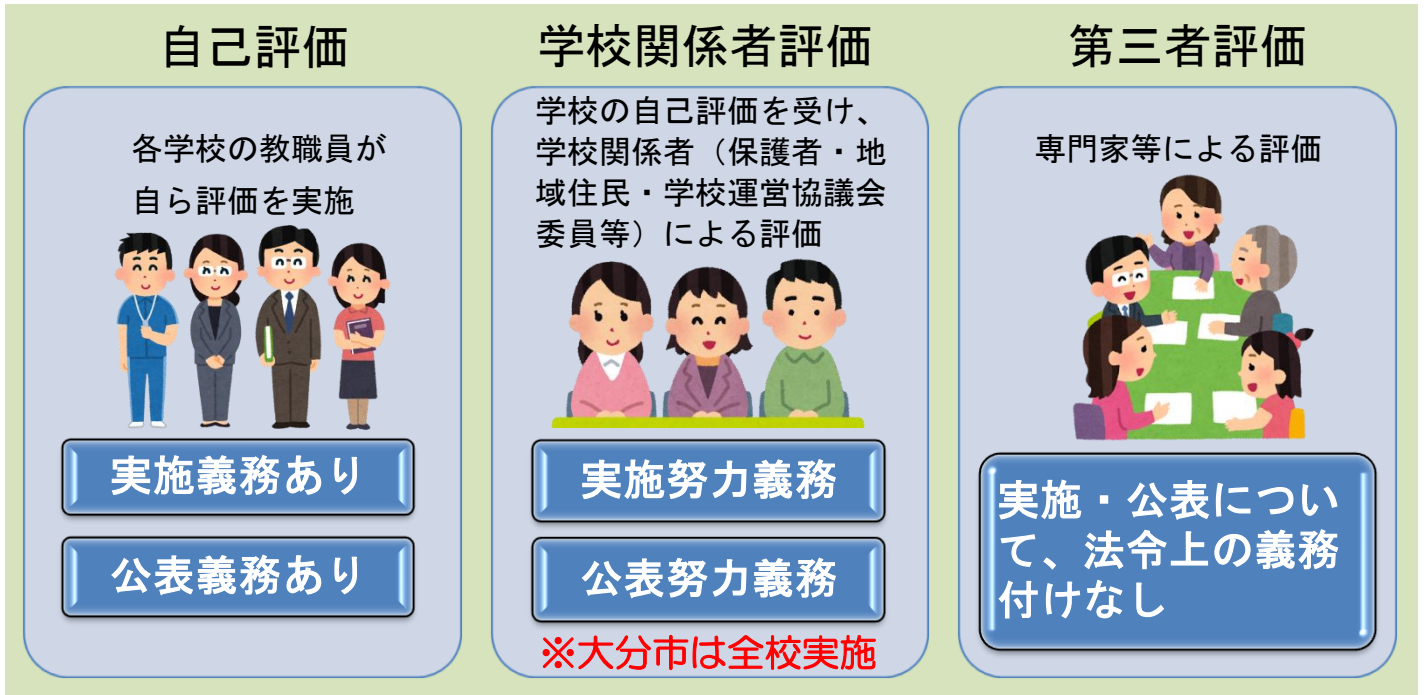 自己評価
各学校の教職員が
自ら評価を実施
実施義務あり
公表義務あり
学校関係者評価
学校の自己評価を受け、
学校関係者（保護者・地
域住民・学校運営協議会
委員等）による評価
実施努力義務
公表努力義務
※大分市は全校実施
第三者評価
専門家等による評価
実施・公表につい
て、法令上の義務
付けなし